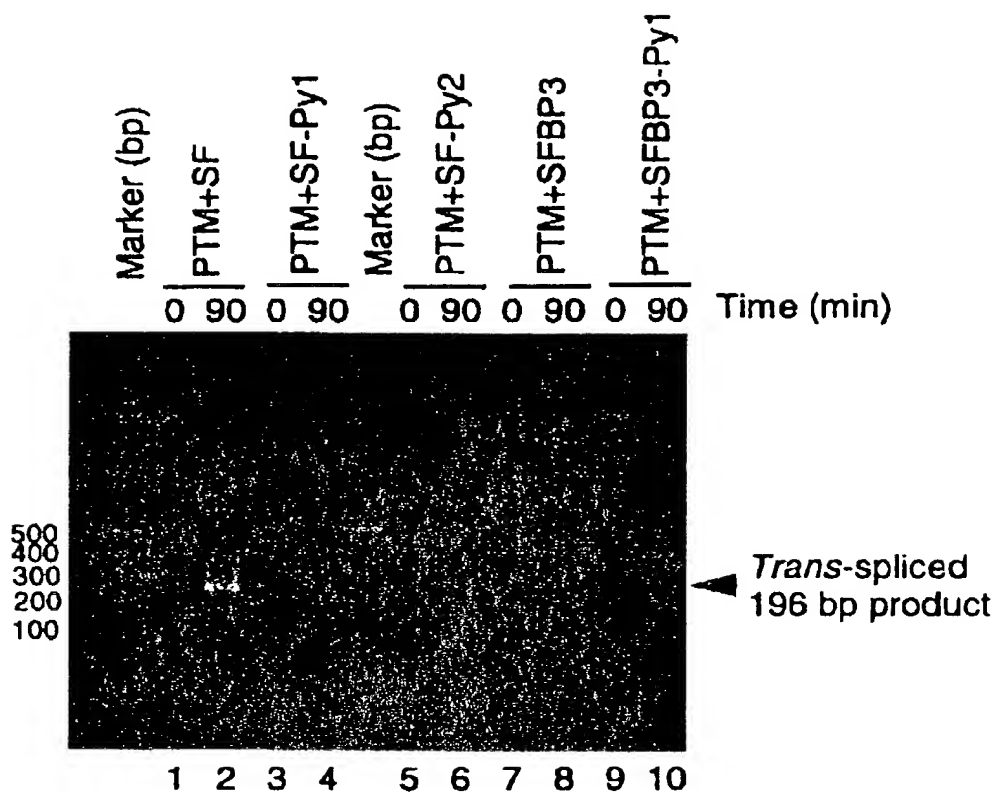 Marker (bp)
PTM+SF
PTM+SF-Py1
Marker (bp)
PTM+SF-Py2
PTM+SFBP3
PTM+SFBP3-Py1
0 90 0 90 0 90 0 90 0 90 Time (min)
500
400
300
200
100
Trans-spliced
196 bp product
1 2 3 4 5 6 7 8 9 10